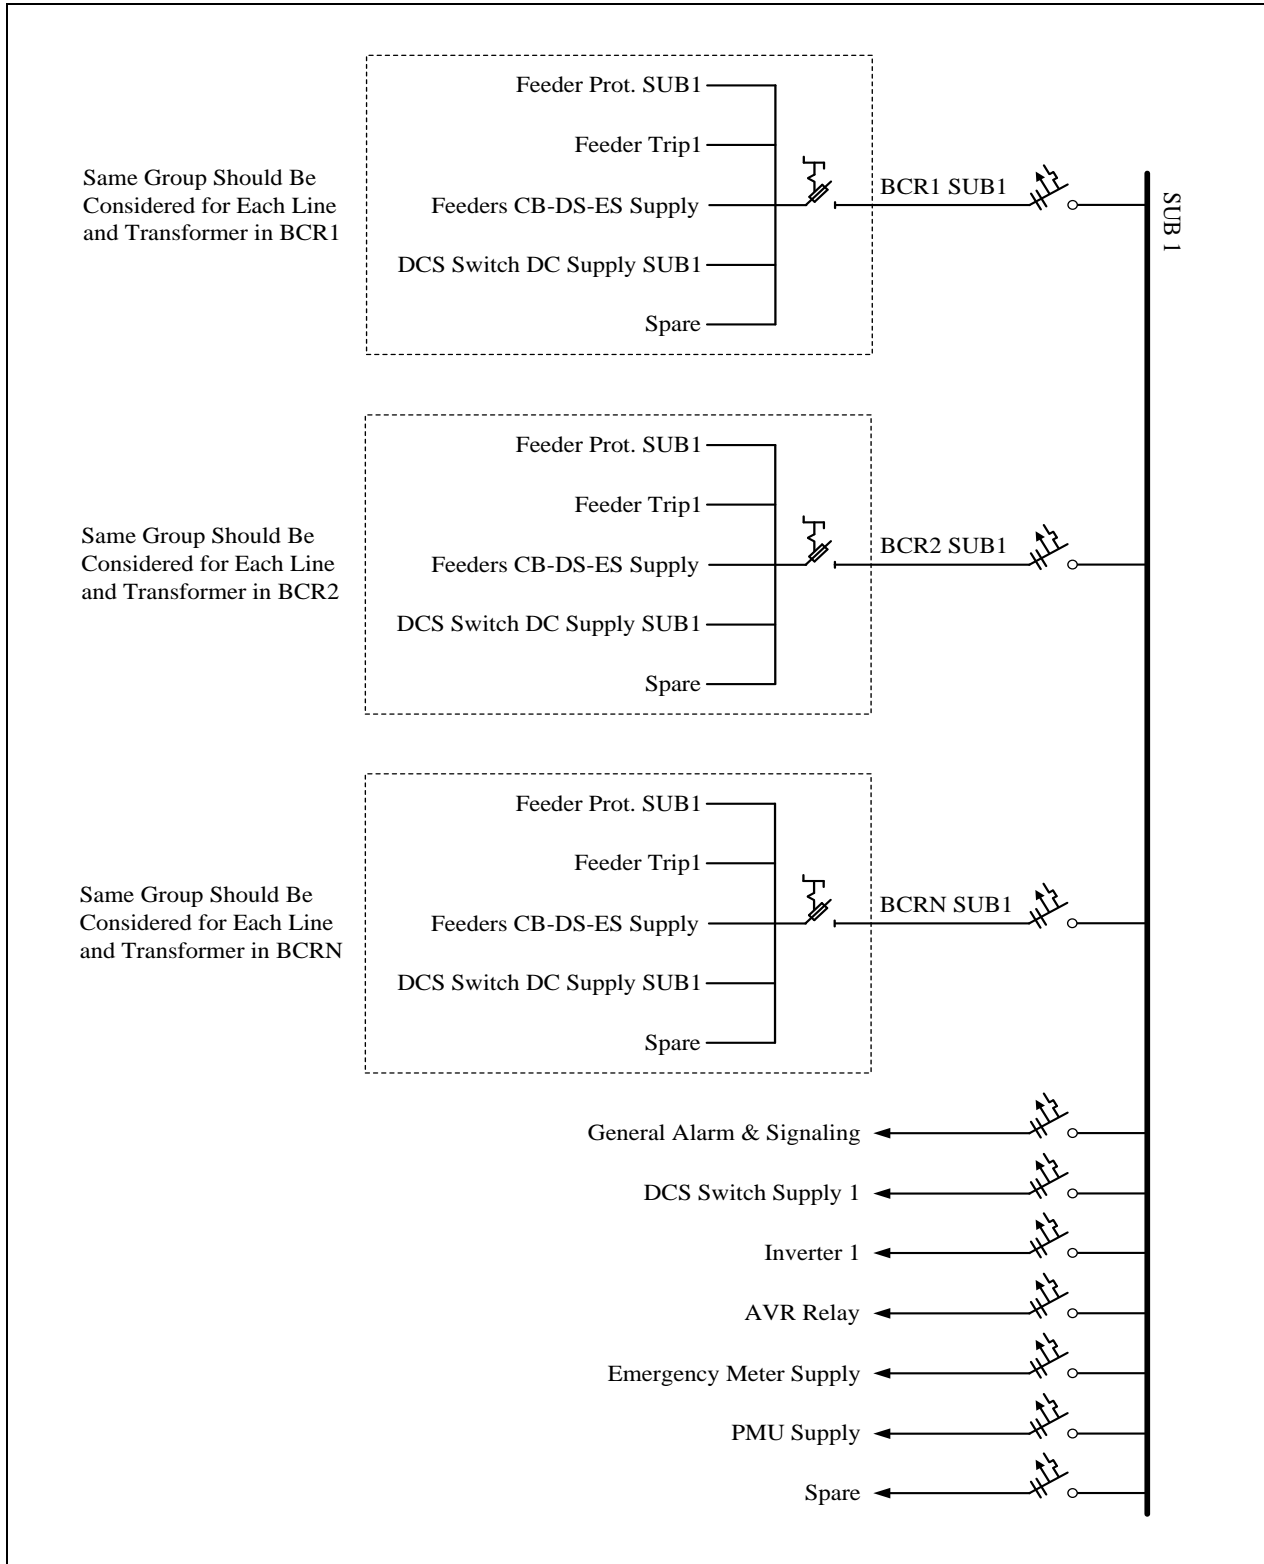 Feeder Prot. SUB1
Feeder Trip1
Same Group Should Be
Considered for Each Line
and Transformer in BCR1
Feeders CB-DS-ES Supply
BCR1 SUB1
SUB 1
DCS Switch DC Supply SUB1
Spare
Feeder Prot. SUB1
Feeder Trip1
Same Group Should Be
Considered for Each Line
and Transformer in BCR2
Feeders CB-DS-ES Supply
BCR2 SUB1
DCS Switch DC Supply SUB1
Spare
Feeder Prot. SUB1
Feeder Trip1
Same Group Should Be
Considered for Each Line
and Transformer in BCRN
Feeders CB-DS-ES Supply
BCRN SUB1
DCS Switch DC Supply SUB1
Spare
General Alarm & Signaling
DCS Switch Supply 1
Inverter 1
AVR Relay
Emergency Meter Supply
PMU Supply
Spare